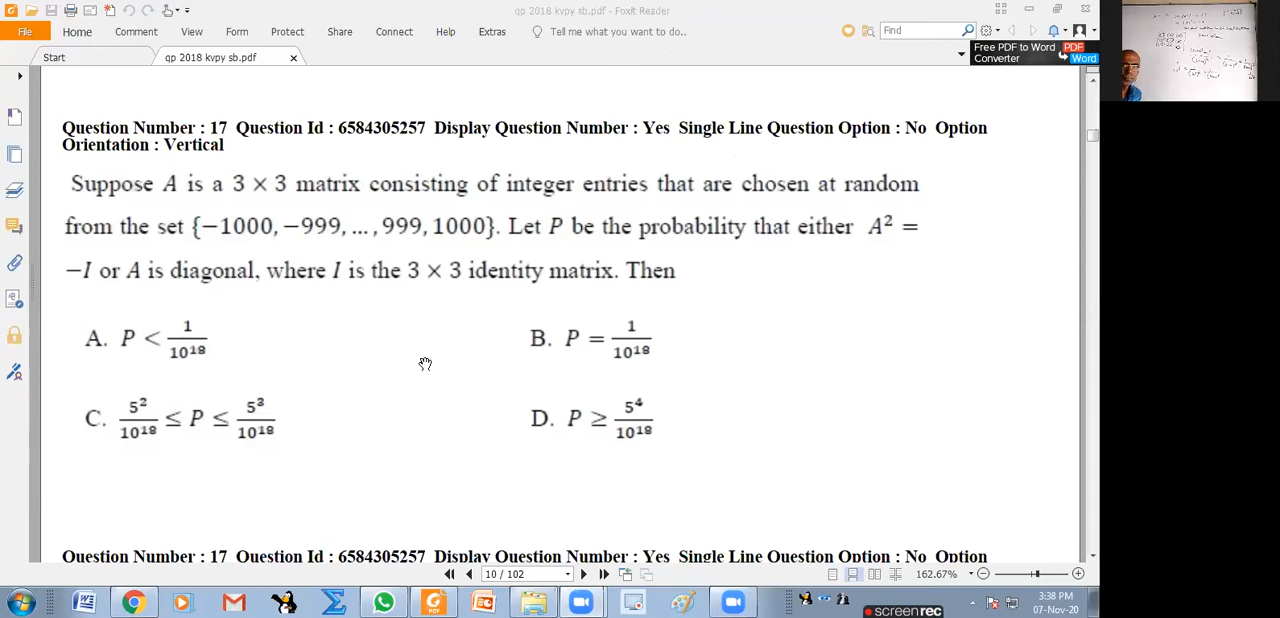 qp 2018 kvpy sb.pdf - Foxit Reader
File Home Comment View Form Protect Share Connect Help Extras Tell me what you want to do.. Find
Start qp 2018 kvpy sb.pdf
Free PDF to Word
Converter
PDF
Word
Question Number : 17 Question Id : 6584305257 Display Question Number : Yes Single Line Question Option : No Option
Orientation : Vertical
Suppose A is a 3 × 3 matrix consisting of integer entries that are chosen at random
from the set {−1000, −999, … , 999, 1000}. Let P be the probability that either A² =
−I or A is diagonal, where I is the 3 × 3 identity matrix. Then
A. P < 1/10¹⁸
B. P = 1/10¹⁸
C. 5²/10¹⁸ ≤ P ≤ 5³/10¹⁸
D. P ≥ 5⁴/10¹⁸
Question Number : 17 Question Id : 6584305257 Display Question Number : Yes Single Line Question Option : No Option
10 / 102
162.67%
screenrec
3:38 PM
07-Nov-20